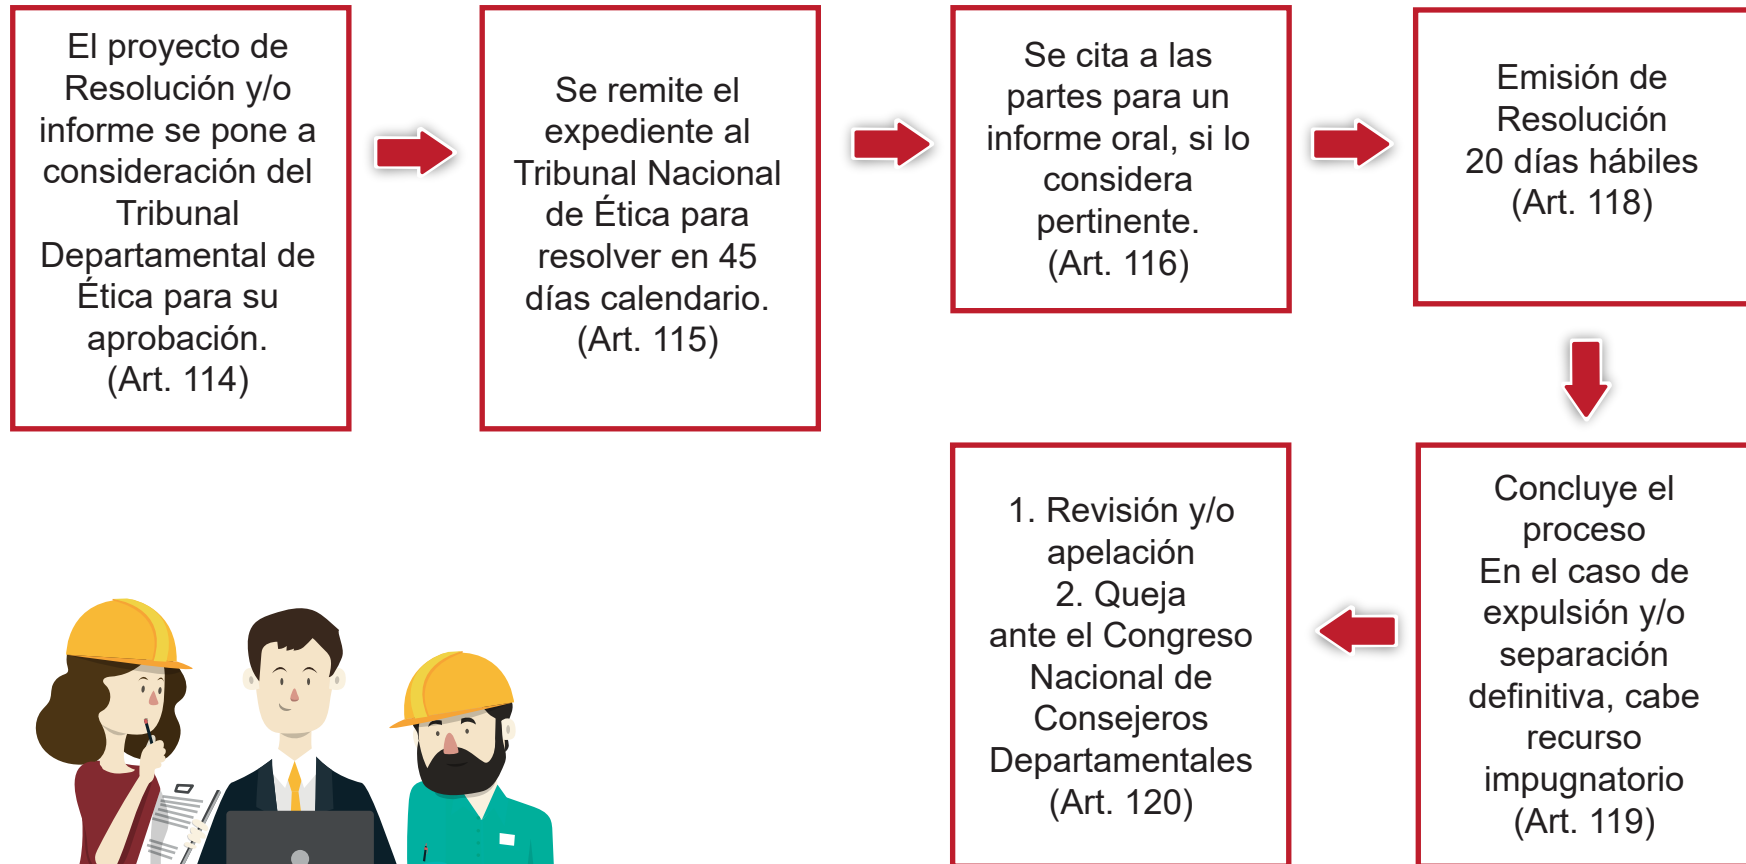 El proyecto de
Resolución y/o
informe se pone a
consideración del
Tribunal
Departamental de
Ética para su
aprobación.
(Art. 114)
Se remite el
expediente al
Tribunal Nacional
de Ética para
resolver en 45
días calendario.
(Art. 115)
Se cita a las
partes para un
informe oral, si lo
considera
pertinente.
(Art. 116)
Emisión de
Resolución
20 días hábiles
(Art. 118)
Concluye el
proceso
En el caso de
expulsión y/o
separación
definitiva, cabe
recurso
impugnatorio
(Art. 119)
1. Revisión y/o
apelación
2. Queja
ante el Congreso
Nacional de
Consejeros
Departamentales
(Art. 120)